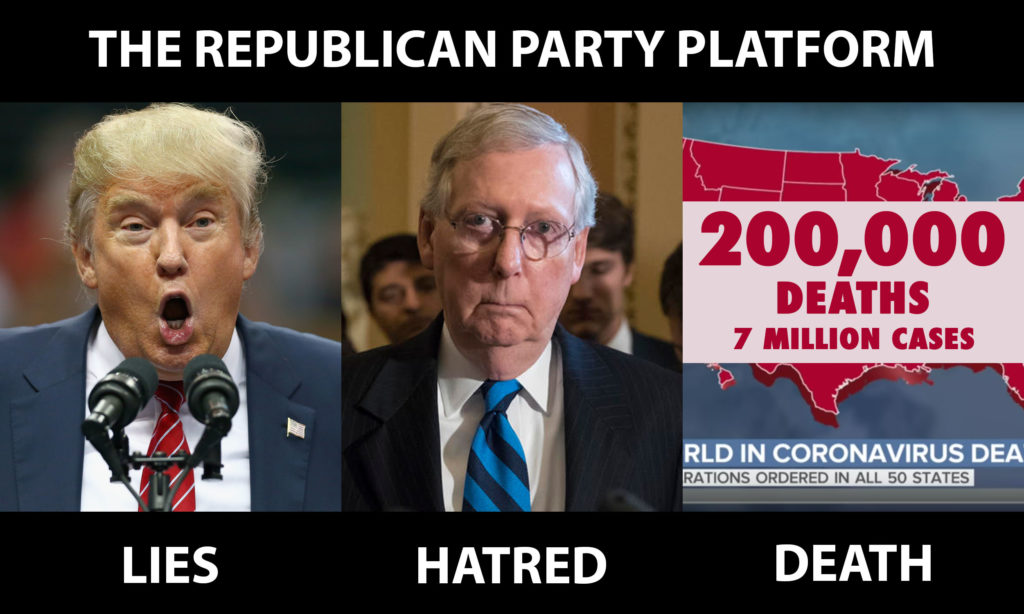 THE REPUBLICAN PARTY PLATFORM
200,000
DEATHS
7 MILLION CASES
RLD IN CORONAVIRUS DEA
RATIONS ORDERED IN ALL 50 STATES
LIES
HATRED
DEATH